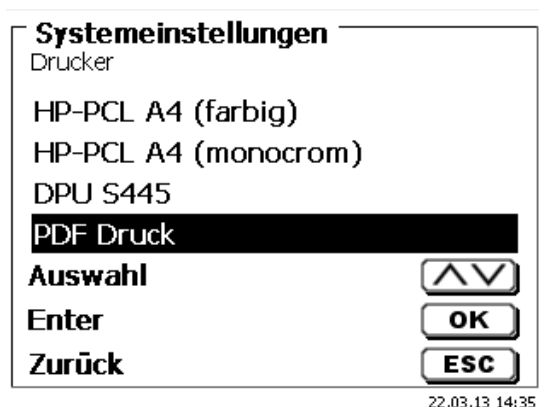 Systemeinstellungen
Drucker
HP-PCL A4 (farbig)
HP-PCL A4 (monocrom)
DPU S445
PDF Druck
Auswahl
Enter OK
Zurück ESC
22.03.13 14:35